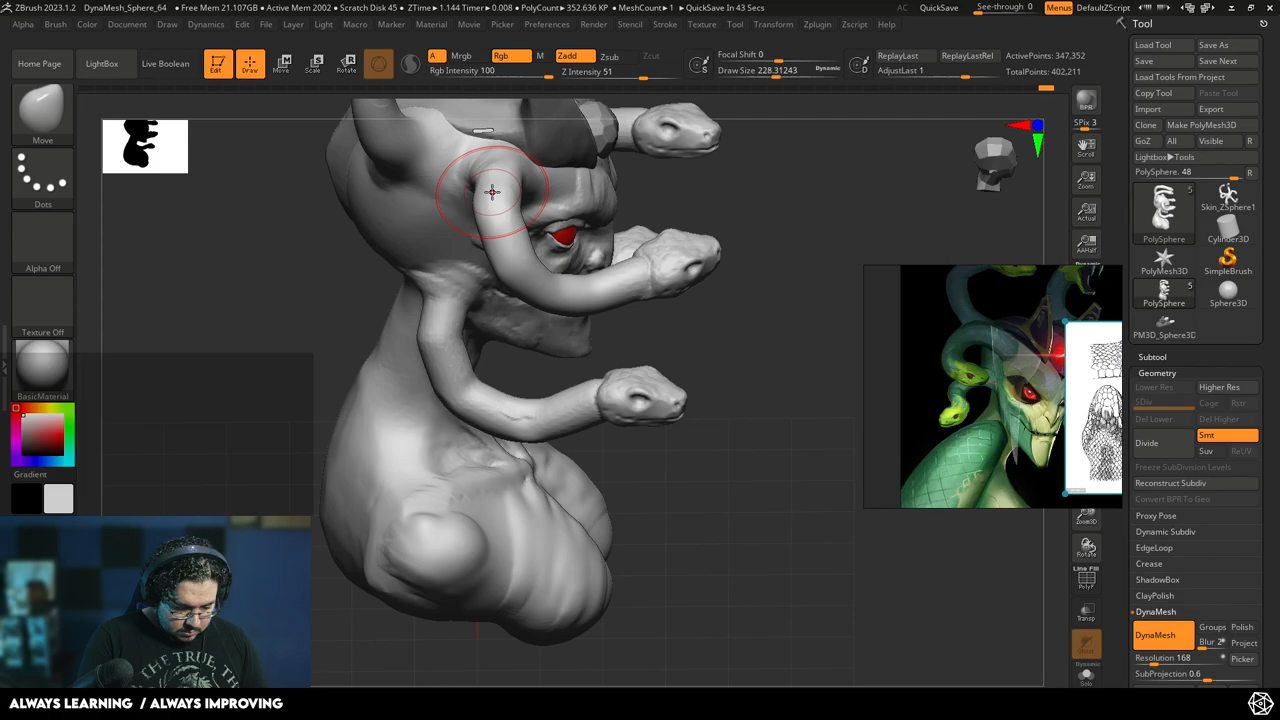 ZBrush 2023.1.2 DynaMesh_Sphere_64 • Free Mem 21.107GB • Active Mem 2002 • Scratch Disk 45 • ZTime▸1.144 Timer▸0.008 • PolyCount▸352.636 KP • MeshCount▸1 • QuickSave In 43 Secs AC QuickSave See-through 0 Menus DefaultZScript
Alpha Brush Color Document Draw Dynamics Edit File Layer Light Macro Marker Material Movie Picker Preferences Render Stencil Stroke Texture Tool Transform Zplugin Zscript Help
Home Page LightBox Live Boolean Edit Draw Move Scale Rotate
A Mrgb Rgb M Zadd Zsub Zcut
Rgb Intensity 100 Z Intensity 51
Focal Shift 0
Draw Size 228.31243 Dynamic
S D
ReplayLast ReplayLastRel ActivePoints: 347,352
AdjustLast 1 TotalPoints: 402,211
Move
Dots
Alpha Off
Texture Off
BasicMaterial
Gradient
BPR
SPix 3
Scroll
Zoom
Actual
AAHalf
Dynamic
Zoom3D
Rotate
Line Fill
PolyF
Transp
Dynamic
Solo
Tool
Load Tool Save As
Save Save Next
Load Tools From Project
Copy Tool Paste Tool
Import Export
Clone Make PolyMesh3D
GoZ All Visible R
Lightbox▸Tools
PolySphere. 48 R
5
PolySphere Skin_ZSphere1
Cylinder3D
PolyMesh3D SimpleBrush
5
PolySphere Sphere3D
PM3D_Sphere3D
Subtool
Geometry
Lower Res Higher Res
SDiv Cage Rstr
Del Lower Del Higher
Divide Smt
Suv ReUV
Freeze SubDivision Levels
Reconstruct Subdiv
Convert BPR To Geo
Proxy Pose
Dynamic Subdiv
EdgeLoop
Crease
ShadowBox
ClayPolish
DynaMesh
DynaMesh Groups Polish
Blur 2 Project
Resolution 168 Picker
SubProjection 0.6
THE TRUE, TH
ALWAYS LEARNING / ALWAYS IMPROVING